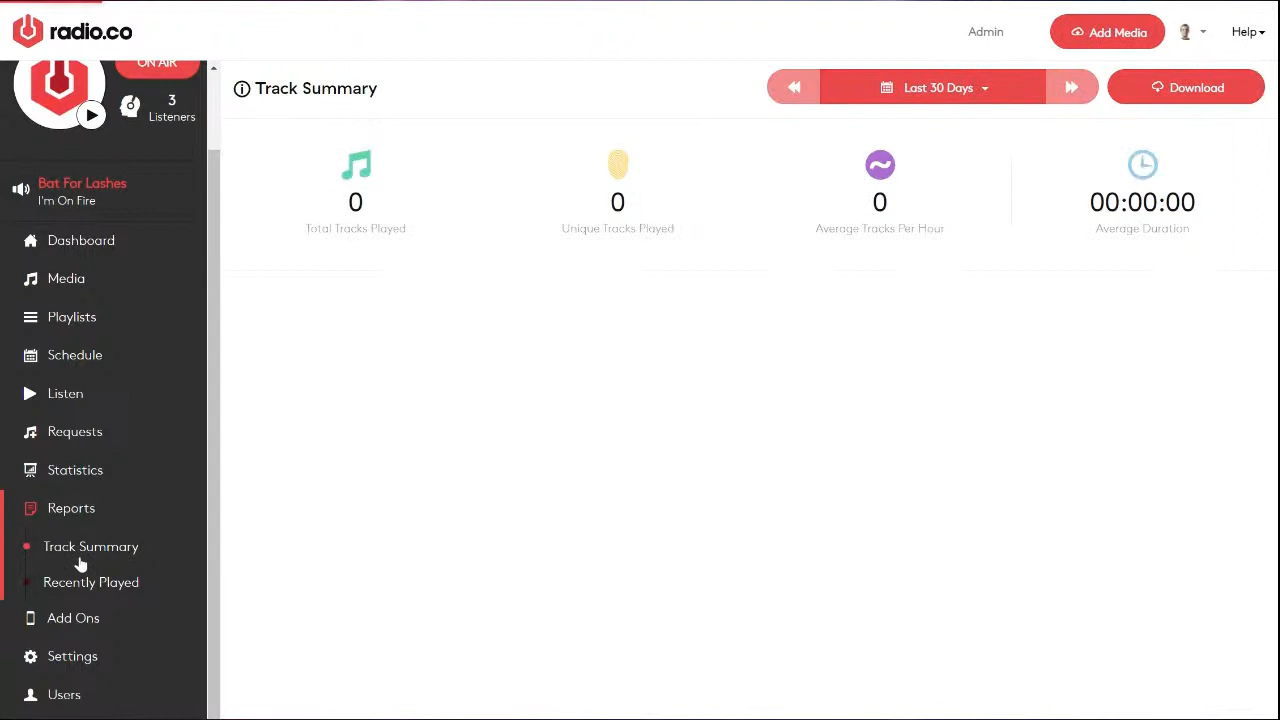 radio.co
Admin
Add Media
Help
ON AIR
3
Listeners
Track Summary
Last 30 Days
Download
Bat For Lashes
I'm On Fire
0
Total Tracks Played
0
Unique Tracks Played
0
Average Tracks Per Hour
00:00:00
Average Duration
Dashboard
Media
Playlists
Schedule
Listen
Requests
Statistics
Reports
Track Summary
Recently Played
Add Ons
Settings
Users